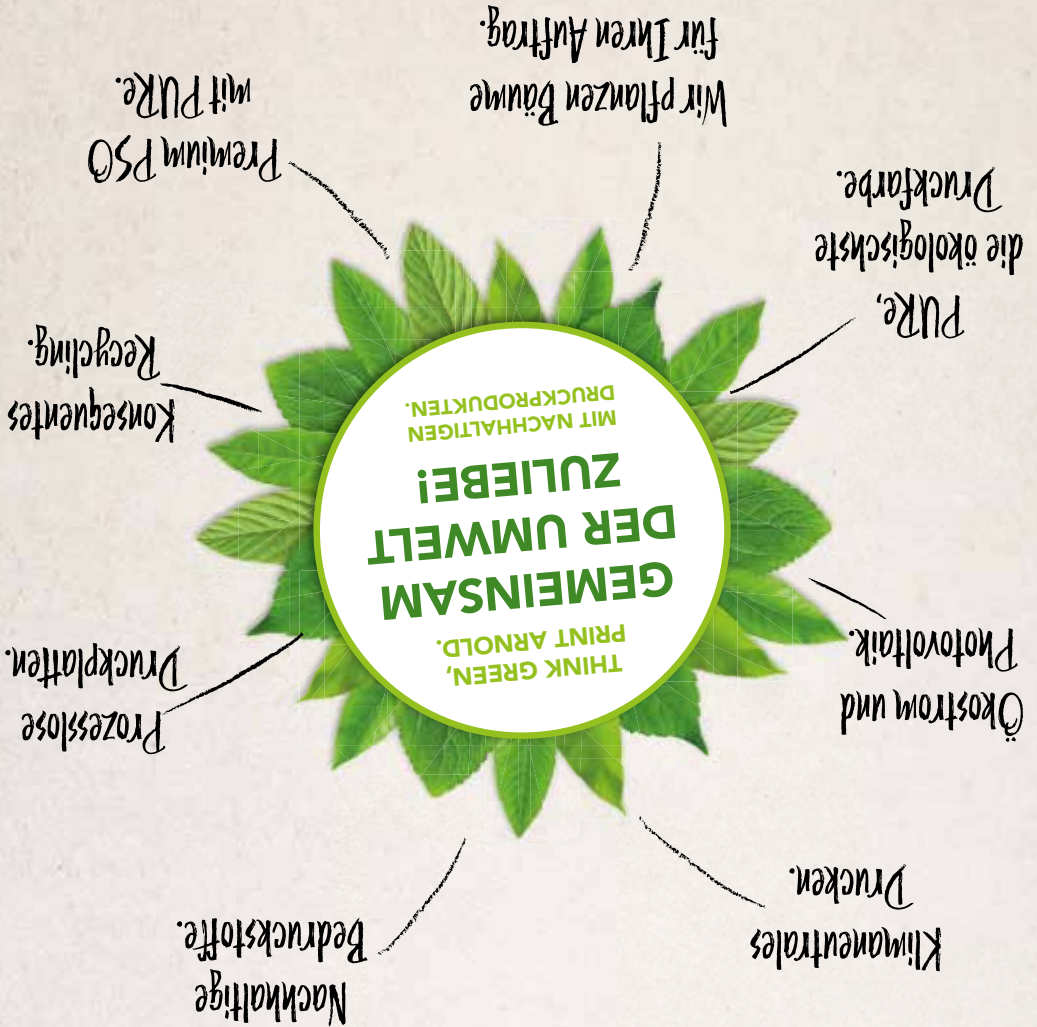 THINK GREEN,
PRINT ARNOLD.
GEMEINSAM
DER UMWELT
ZULIEBE!
MIT NACHHALTIGEN
DRUCKPRODUKTEN.
Nachhaltige
Bedruckstoffe.
Prozesslose
Druckplatten.
Konsequentes
Recycling.
Premium PSO
mit PURe.
Wir pflanzen Bäume
für Ihren Auftrag.
PURe,
die ökologischste
Druckfarbe.
Ökostrom und
Photovoltaik.
Klimaneutrales
Drucken.